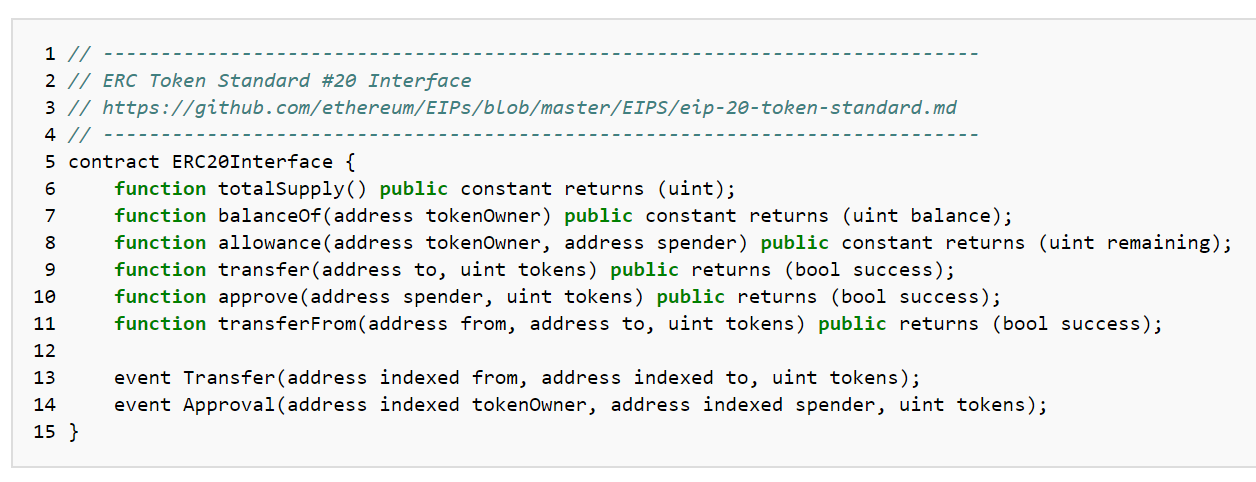 1 // ----------------------------------------------------------------------------
2 // ERC Token Standard #20 Interface
3 // https://github.com/ethereum/EIPs/blob/master/EIPS/eip-20-token-standard.md
4 // ----------------------------------------------------------------------------
5 contract ERC20Interface {
6     function totalSupply() public constant returns (uint);
7     function balanceOf(address tokenOwner) public constant returns (uint balance);
8     function allowance(address tokenOwner, address spender) public constant returns (uint remaining);
9     function transfer(address to, uint tokens) public returns (bool success);
10     function approve(address spender, uint tokens) public returns (bool success);
11     function transferFrom(address from, address to, uint tokens) public returns (bool success);
12
13     event Transfer(address indexed from, address indexed to, uint tokens);
14     event Approval(address indexed tokenOwner, address indexed spender, uint tokens);
15 }